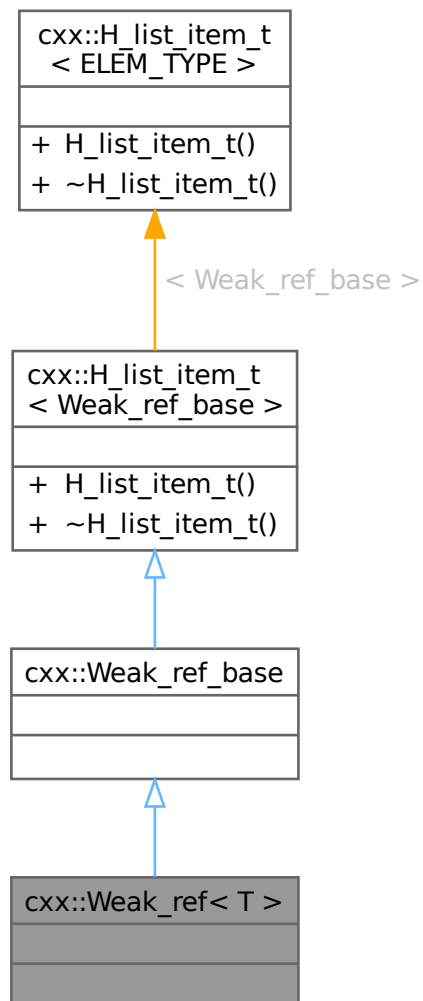 cxx::H_list_item_t
< ELEM_TYPE >
+ H_list_item_t()
+ ~H_list_item_t()
< Weak_ref_base >
cxx::H_list_item_t
< Weak_ref_base >
+ H_list_item_t()
+ ~H_list_item_t()
cxx::Weak_ref_base
cxx::Weak_ref< T >